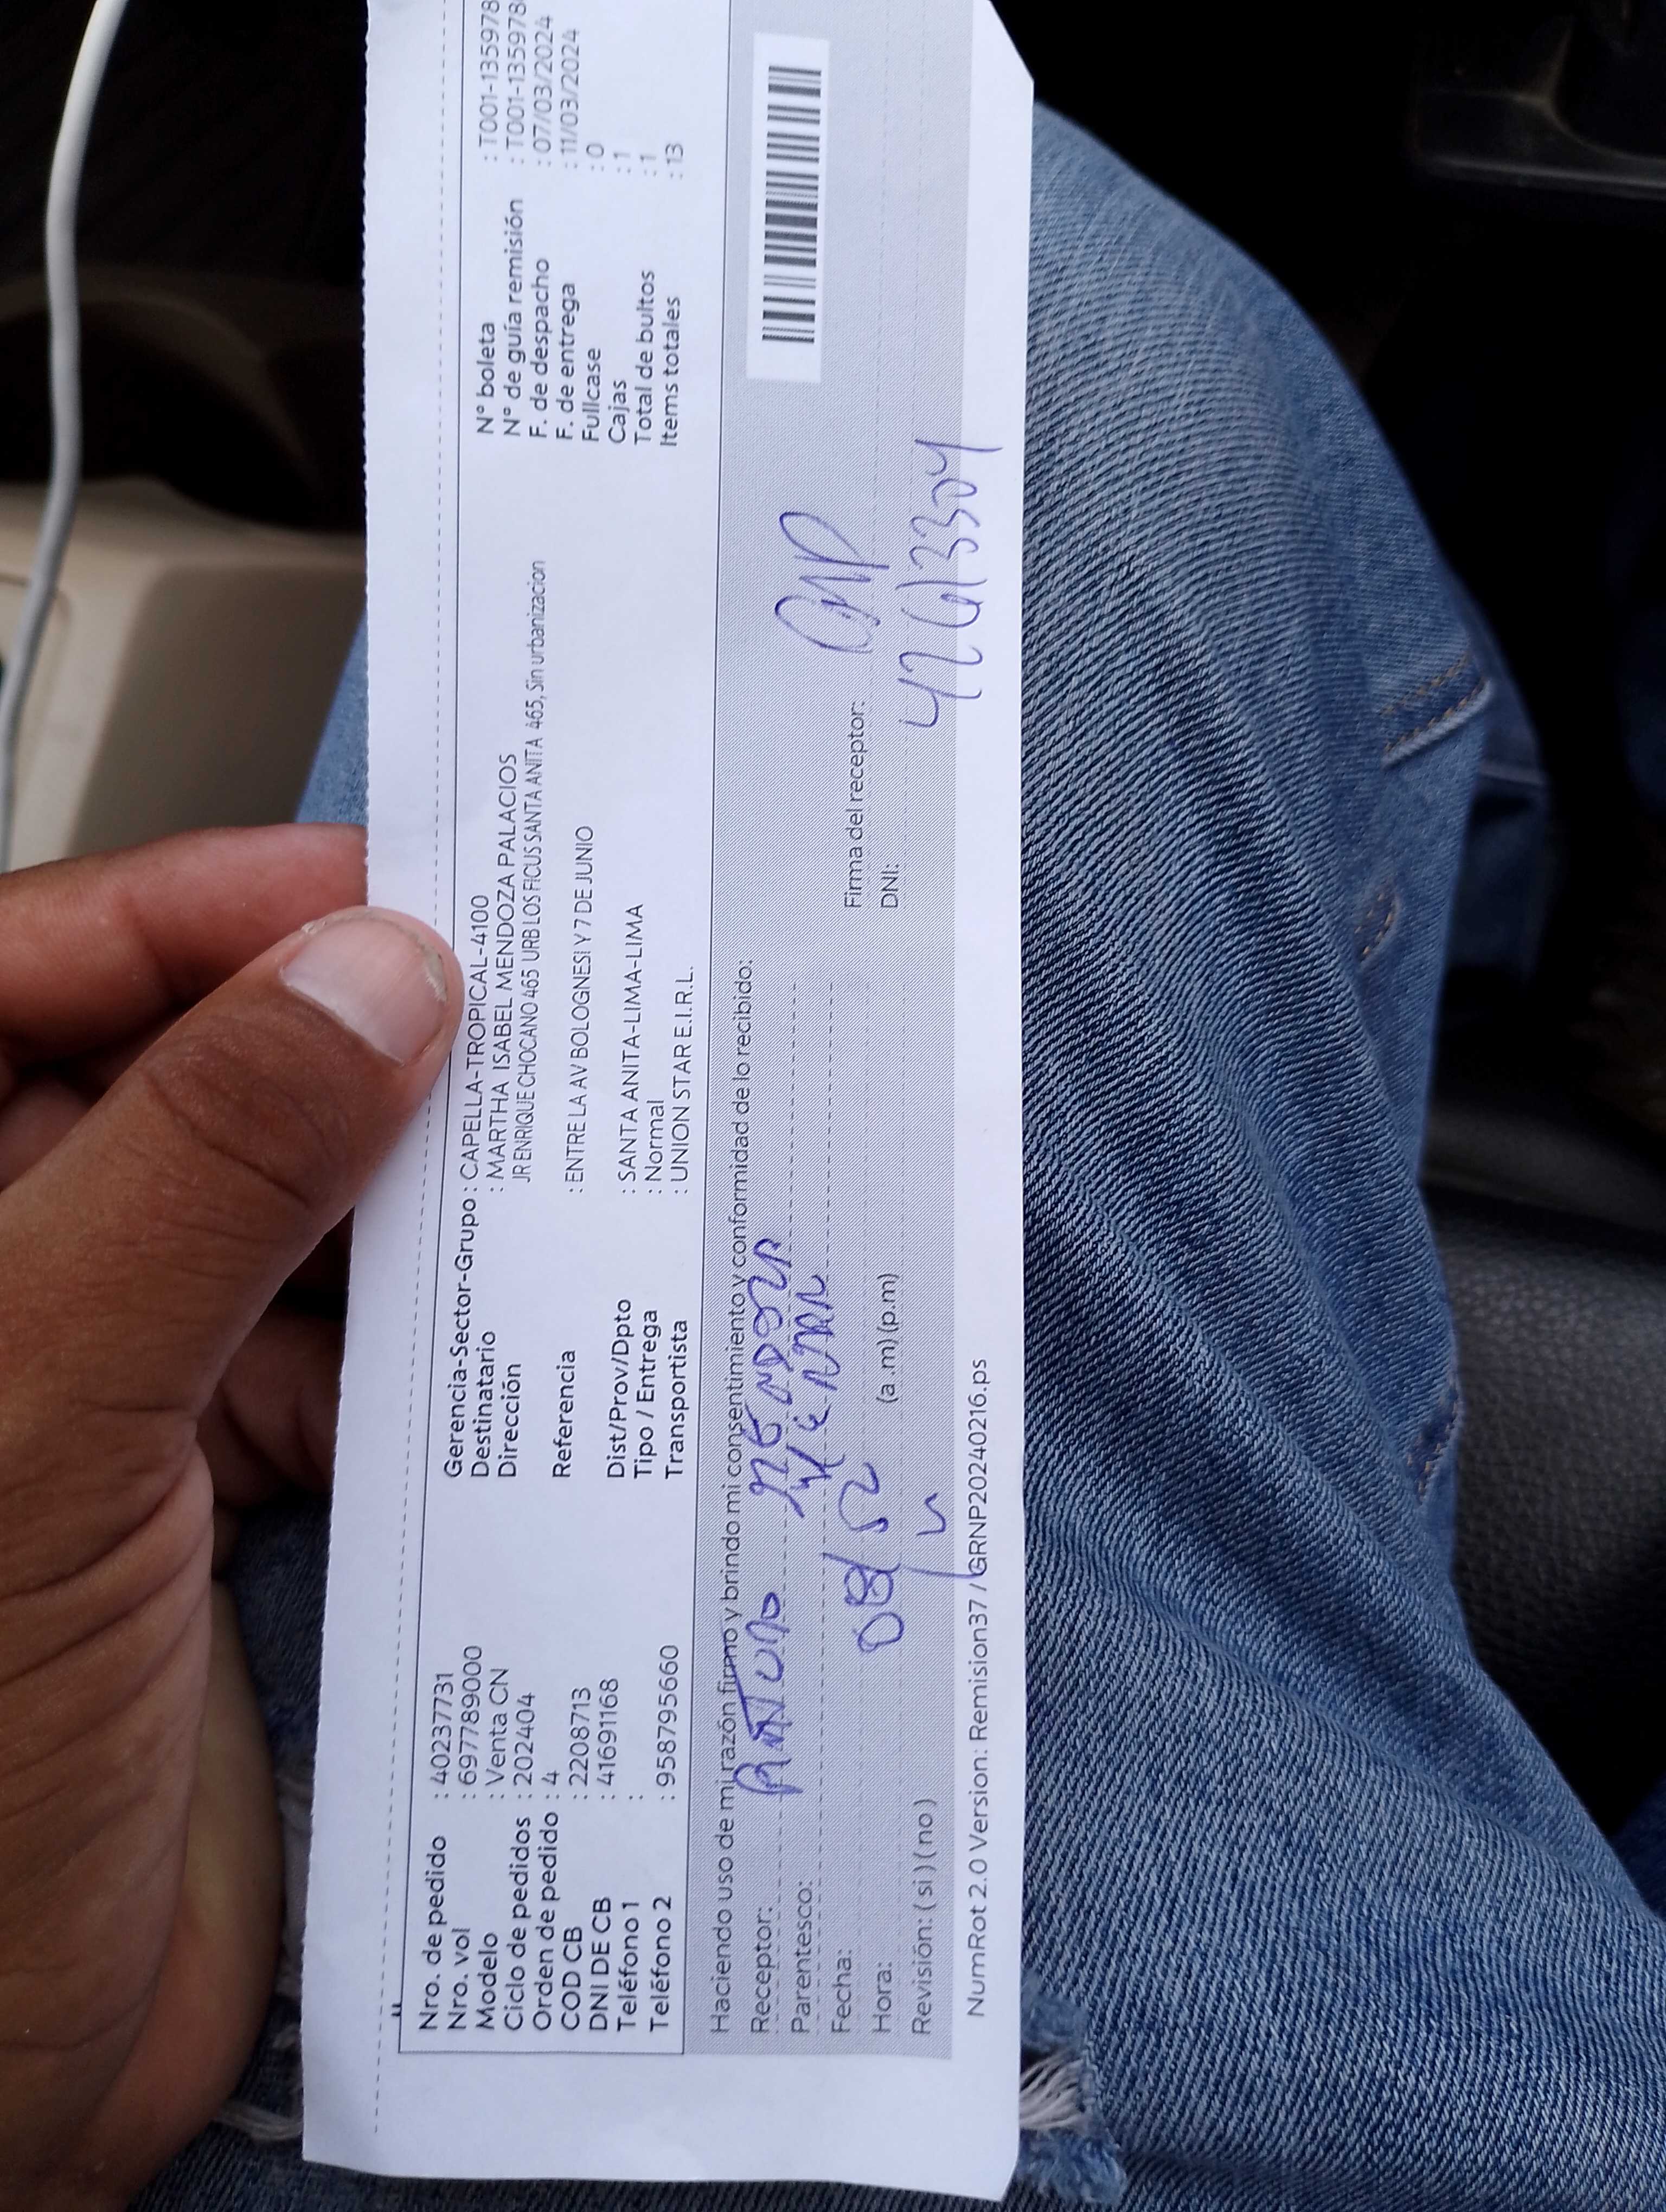 Nro. de pedido : 40237731
Nro. vol : 697789000
Modelo : Venta CN
Ciclo de pedidos : 202404
Orden de pedido : 4
COD CB : 2208713
DNI DE CB : 41691168
Teléfono 1 :
Teléfono 2 : 958795660
Gerencia-Sector-Grupo : CAPELLA-TROPICAL-4100
Destinatario : MARTHA ISABEL MENDOZA PALACIOS
Dirección JR ENRIQUE CHOCANO 465 URB LOS FICUS SANTA ANITA 465, Sin urbanizacion
Referencia : ENTRE LA AV BOLOGNESI Y 7 DE JUNIO
Dist/Prov/Dpto : SANTA ANITA-LIMA-LIMA
Tipo / Entrega : Normal
Transportista : UNION STAR E.I.R.L.
N° boleta : T001-135978
N° de guía remisión : T001-135978
F. de despacho : 07/03/2024
F. de entrega : 11/03/2024
Fullcase : 0
Cajas : 1
Total de bultos : 1
Items totales : 13
Haciendo uso de mi razón firmo y brindo mi consentimiento y conformidad de lo recibido:
Receptor: ARTURO MENDOZA
Parentesco:
Fecha:
Hora: (a .m) (p.m)
Revisión: ( si ) ( no )
Firma del receptor:
DNI: 42613304
NumRot 2.0 Version: Remision37 / GRNP20240216.ps